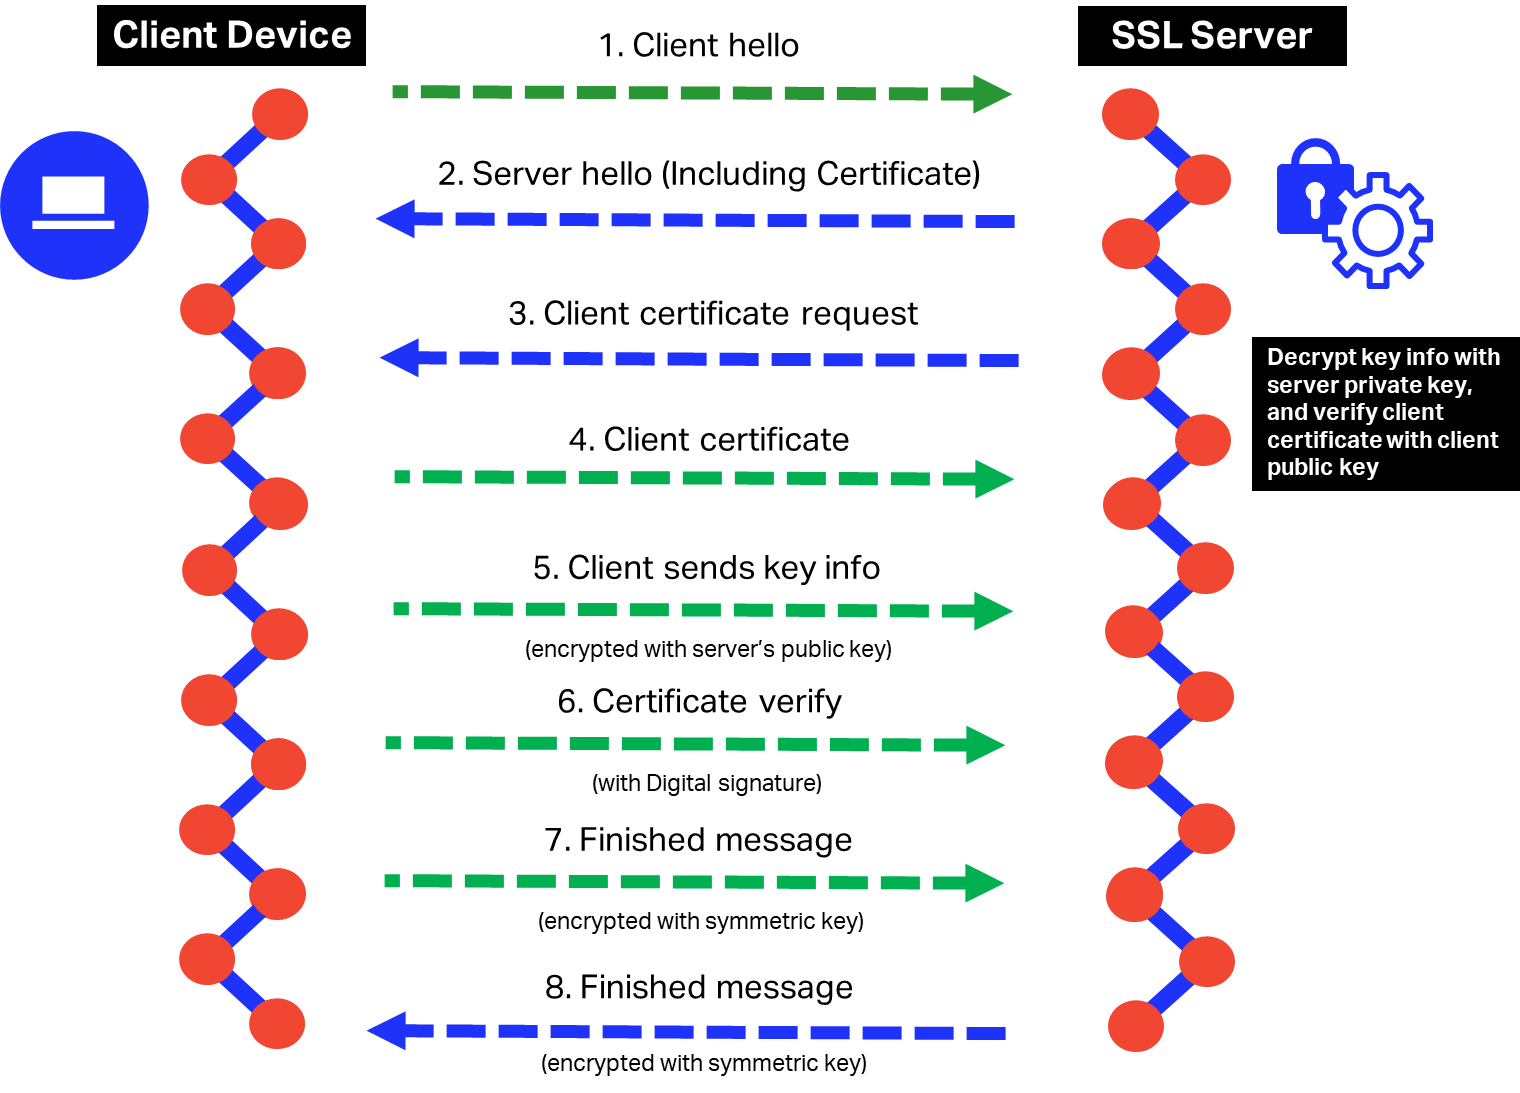 Client Device
SSL Server
1. Client hello
2. Server hello (Including Certificate)
3. Client certificate request
Decrypt key info with
server private key,
and verify client
certificate with client
public key
4. Client certificate
5. Client sends key info
(encrypted with server’s public key)
6. Certificate verify
(with Digital signature)
7. Finished message
(encrypted with symmetric key)
8. Finished message
(encrypted with symmetric key)